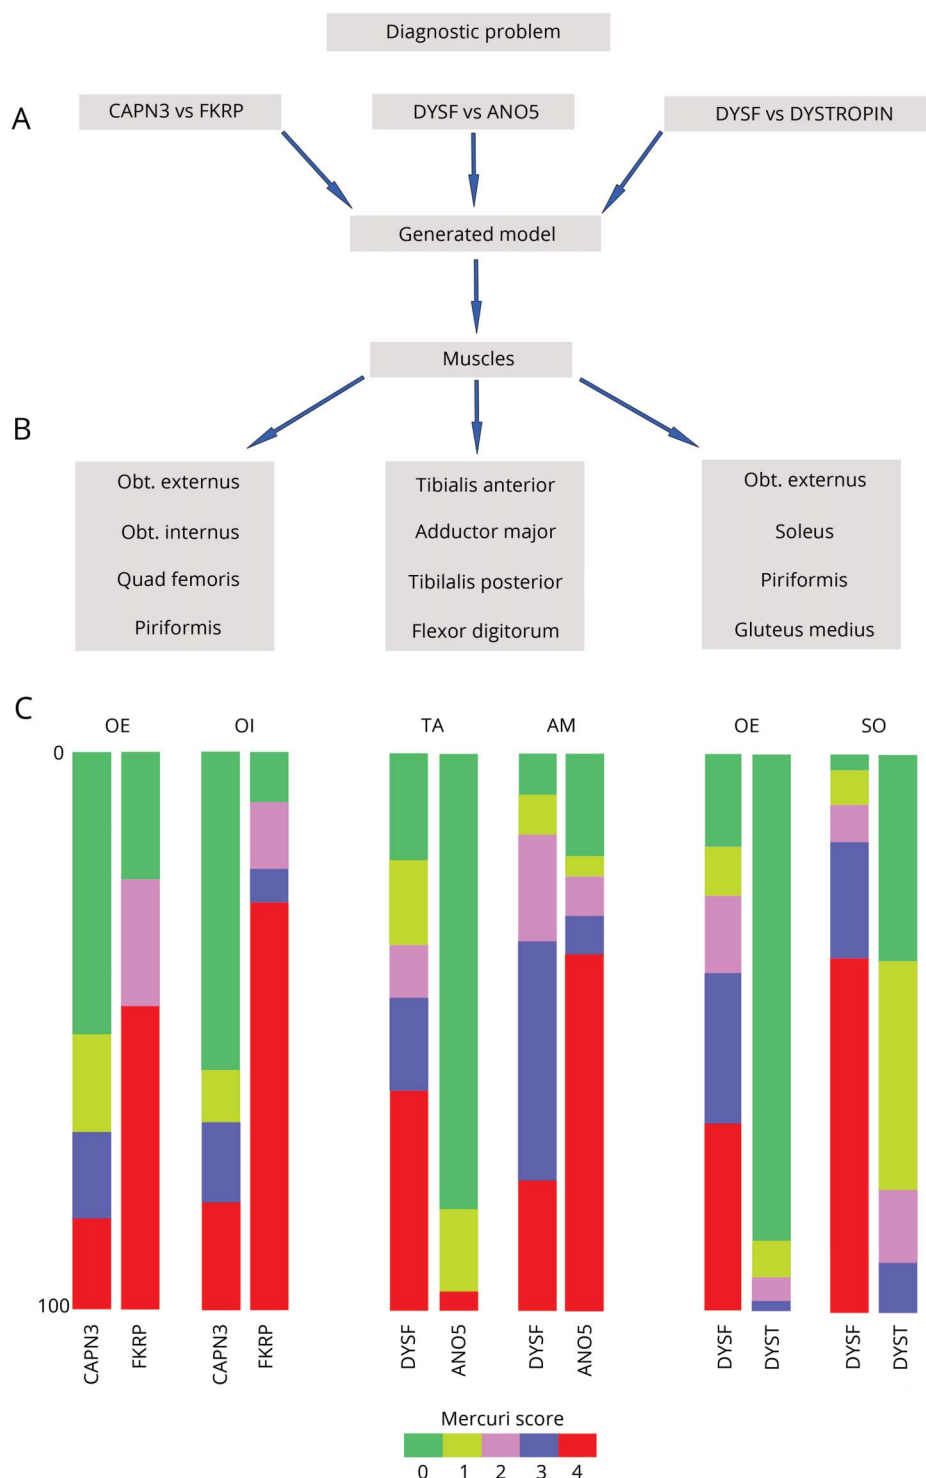 Diagnostic problem
A
CAPN3 vs FKRP
DYSF vs ANO5
DYSF vs DYSTROPIN
Generated model
Muscles
B
Obt. externus
Obt. internus
Quad femoris
Piriformis
Tibialis anterior
Adductor major
Tibilalis posterior
Flexor digitorum
Obt. externus
Soleus
Piriformis
Gluteus medius
C
OE OI TA AM OE SO
0
100
CAPN3 FKRP CAPN3 FKRP DYSF ANO5 DYSF ANO5 DYSF DYST DYSF DYST
Mercuri score
0 1 2 3 4